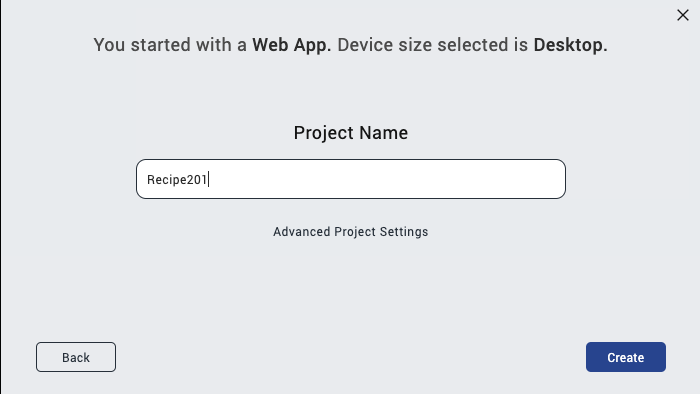 You started with a Web App. Device size selected is Desktop.
Project Name
Recipe201
Advanced Project Settings
Back
Create